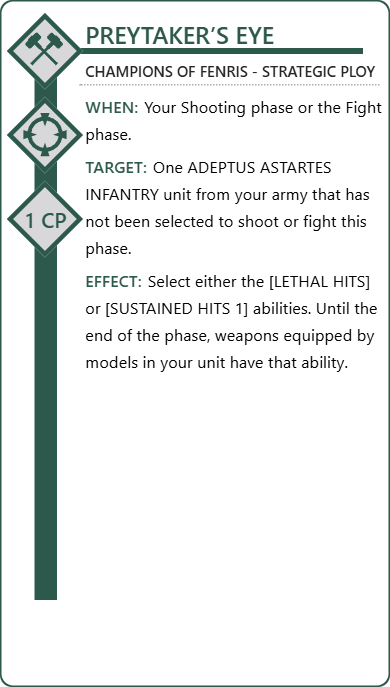 PREYTAKER’S EYE
CHAMPIONS OF FENRIS - STRATEGIC PLOY
WHEN: Your Shooting phase or the Fight
phase.
TARGET: One ADEPTUS ASTARTES
INFANTRY unit from your army that has
not been selected to shoot or fight this
phase.
1 CP
EFFECT: Select either the [LETHAL HITS]
or [SUSTAINED HITS 1] abilities. Until the
end of the phase, weapons equipped by
models in your unit have that ability.